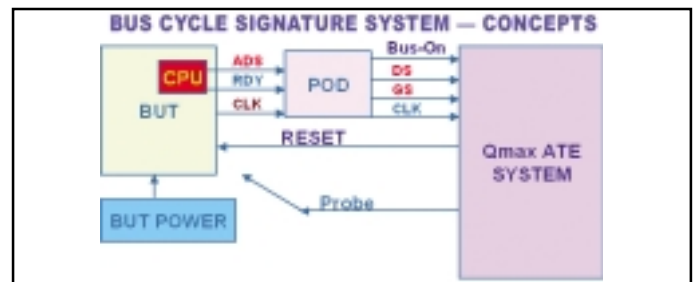 BUS CYCLE SIGNATURE SYSTEM — CONCEPTS
Bus-On
ADS
DS
CPU
RDY
POD
GS
BUT
CLK
CLK
RESET
Qmax ATE
SYSTEM
Probe
BUT POWER